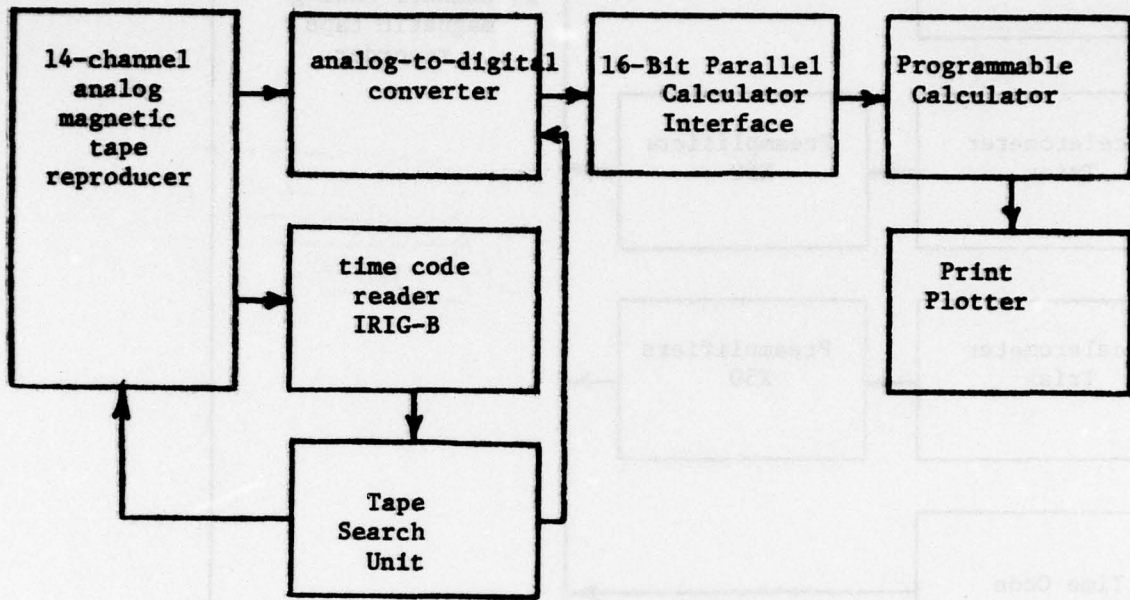 14-channel
analog
magnetic
tape
reproducer
analog-to-digital
converter
16-Bit Parallel
Calculator
Interface
Programmable
Calculator
time code
reader
IRIG-B
Print
Plotter
Tape
Search
Unit